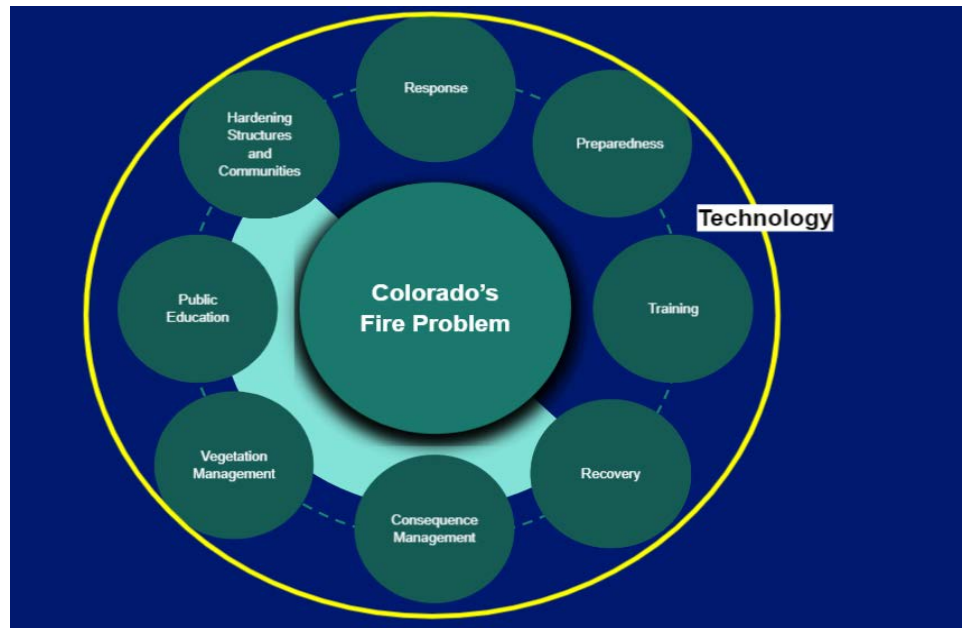 Response
Hardening
Structures
and
Communities
Preparedness
Technology
Colorado's
Fire Problem
Public
Education
Training
Vegetation
Management
Recovery
Consequence
Management